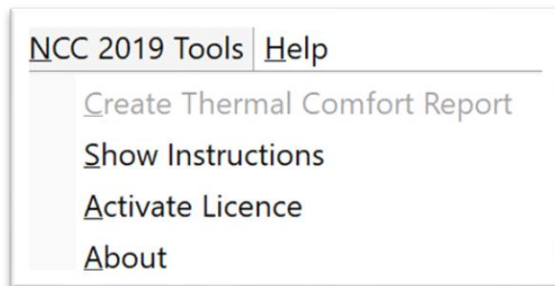 NCC 2019 Tools Help
Create Thermal Comfort Report
Show Instructions
Activate Licence
About